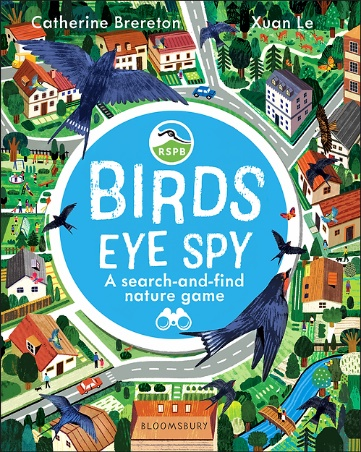 Catherine Brereton Xuan Le
RSPB
BIRDS
EYE SPY
A search-and-find
nature game
BLOOMSBURY